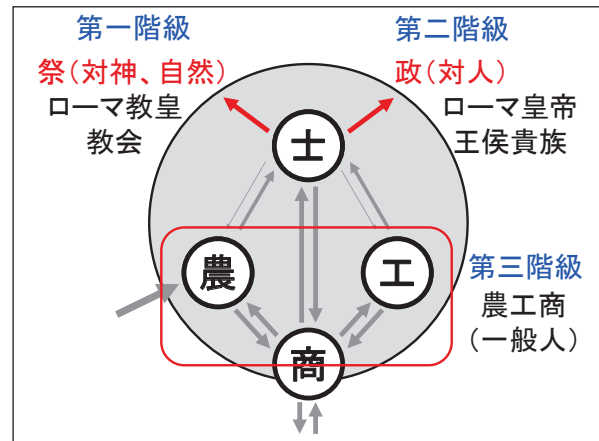 第一階級
祭（対神、自然）
ローマ教皇
教会
第二階級
政（対人）
ローマ皇帝
王侯貴族
士
農
工
商
第三階級
農工商
（一般人）